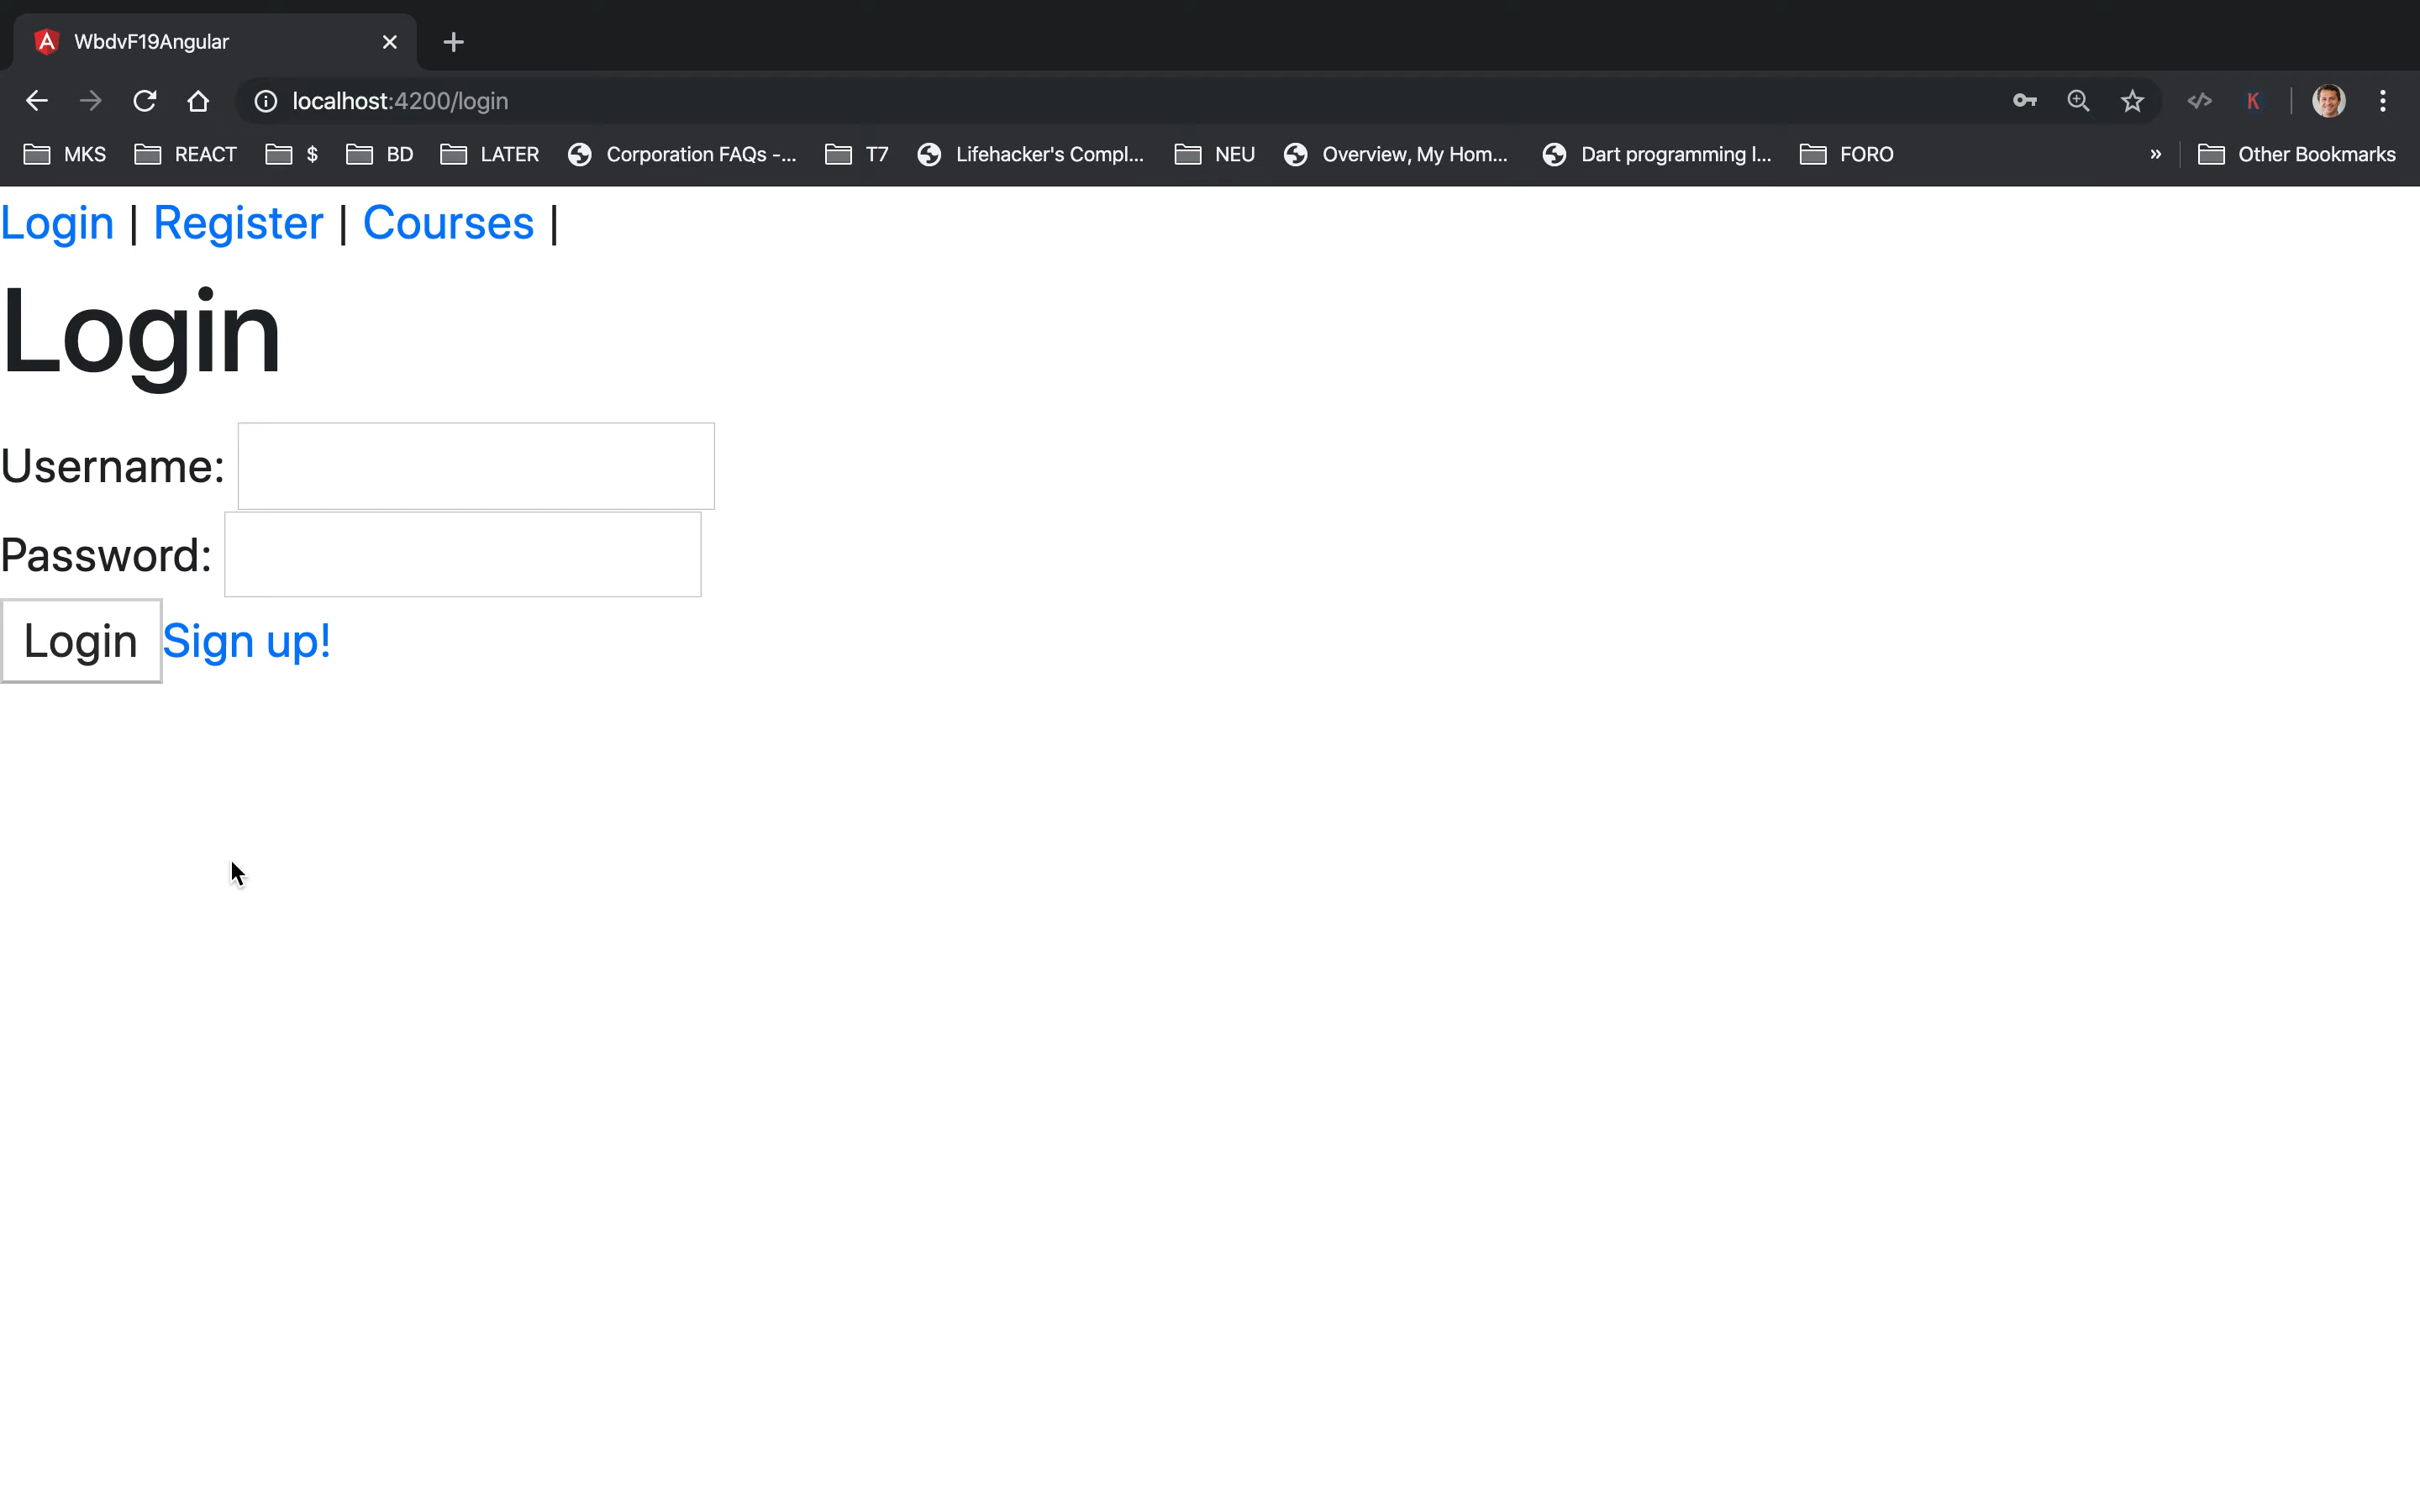 WbdvF19Angular
localhost:4200/login
MKS REACT $ BD LATER Corporation FAQs -... T7 Lifehacker's Compl... NEU Overview, My Hom... Dart programming l... FORO » Other Bookmarks
Login | Register | Courses |
Login
Username:
Password:
Login Sign up!